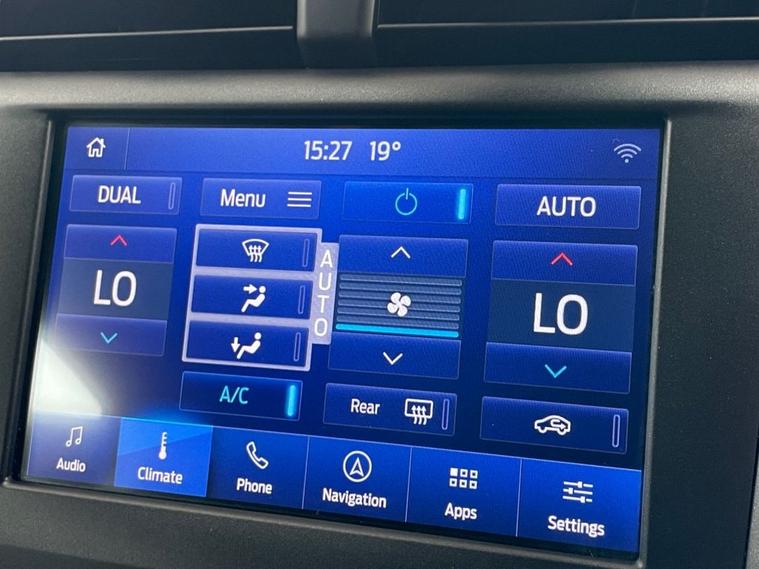 15:27 19°
DUAL
Menu
AUTO
LO
AUTO
LO
A/C
Rear
Audio
Climate
Phone
Navigation
Apps
Settings